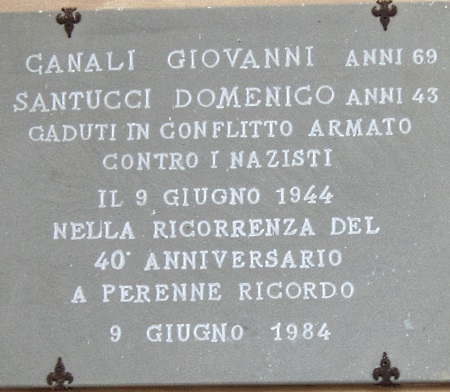 CANALI GIOVANNI ANNI 69
SANTUCCI DOMENICO ANNI 43
CADUTI IN CONFLITTO ARMATO
CONTRO I NAZISTI
IL 9 GIUGNO 1944
NELLA RICORRENZA DEL
40° ANNIVERSARIO
A PERENNE RICORDO
9 GIUGNO 1984